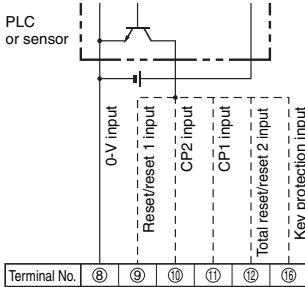 PLC
or sensor
0-V input
Reset/reset 1 input
CP2 input
CP1 input
Total reset/reset 2 input
Key protection input
Terminal No. ⑧ ⑨ ⑩ ⑪ ⑫ ⑯